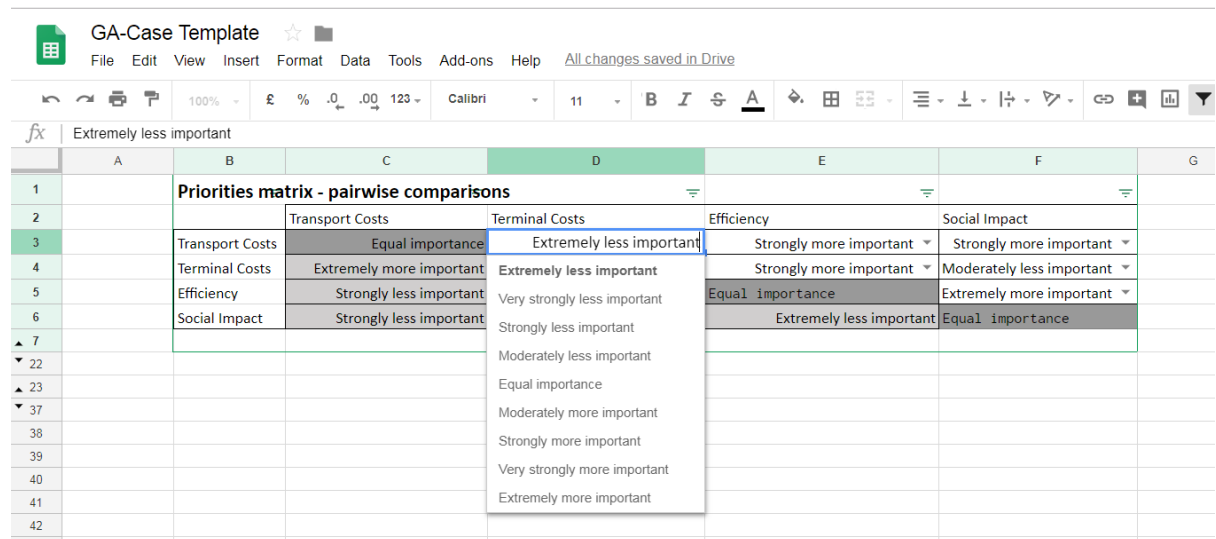 GA-Case Template
File Edit View Insert Format Data Tools Add-ons Help All changes saved in Drive
100% £ % .0 .00 123 Calibri 11 B I S A
fx Extremely less important
A B C D E F G
1 Priorities matrix - pairwise comparisons
2 Transport Costs Terminal Costs Efficiency Social Impact
3 Transport Costs Equal importance Extremely less important Strongly more important Strongly more important
4 Terminal Costs Extremely more important Strongly more important Moderately less important
5 Efficiency Strongly less important Equal importance Extremely more important
6 Social Impact Strongly less important Extremely less important Equal importance
7
22
23
37
38
39
40
41
42
Extremely less important
Very strongly less important
Strongly less important
Moderately less important
Equal importance
Moderately more important
Strongly more important
Very strongly more important
Extremely more important